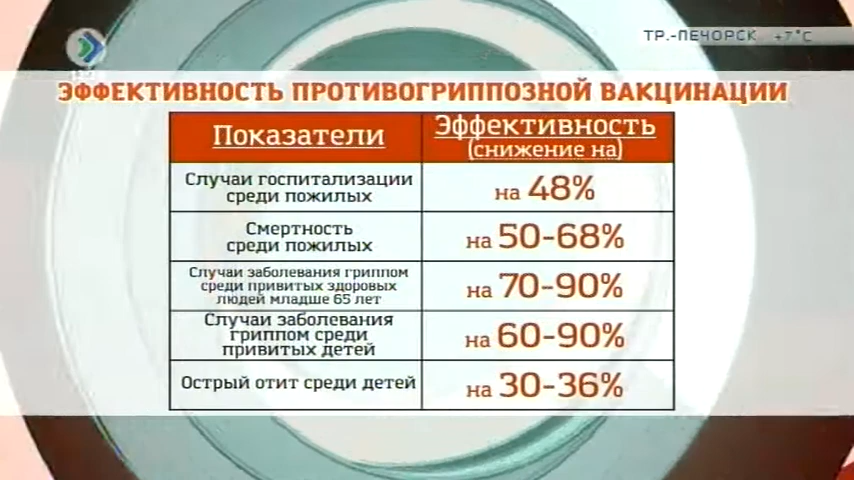 ТР.-ПЕЧОРСК +7°C
ЭФФЕКТИВНОСТЬ ПРОТИВОГРИППОЗНОЙ ВАКЦИНАЦИИ
Показатели
Эффективность
(снижение на)
Случаи госпитализации
среди пожилых
на 48%
Смертность
среди пожилых
на 50-68%
Случаи заболевания гриппом
среди привитых здоровых
людей младше 65 лет
на 70-90%
Случаи заболевания
гриппом среди
привитых детей
на 60-90%
Острый отит среди детей
на 30-36%